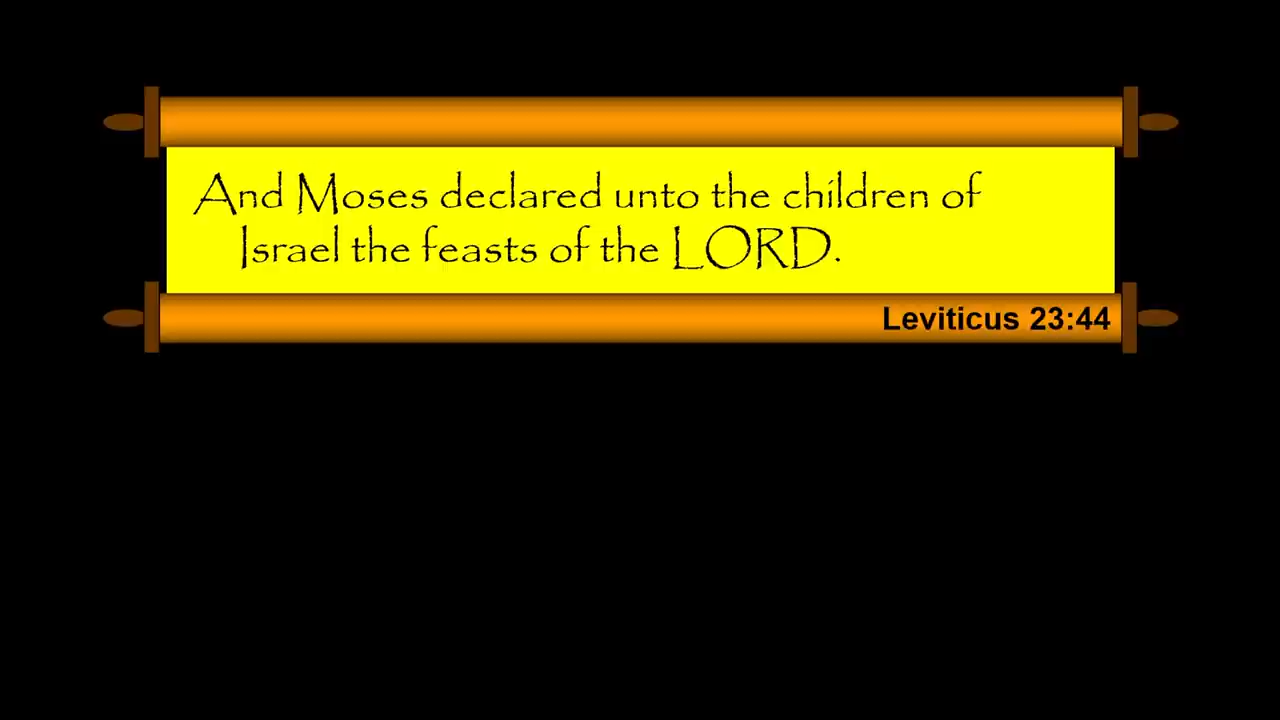 And Moses declared unto the children of
Israel the feasts of the LORD.
Leviticus 23:44